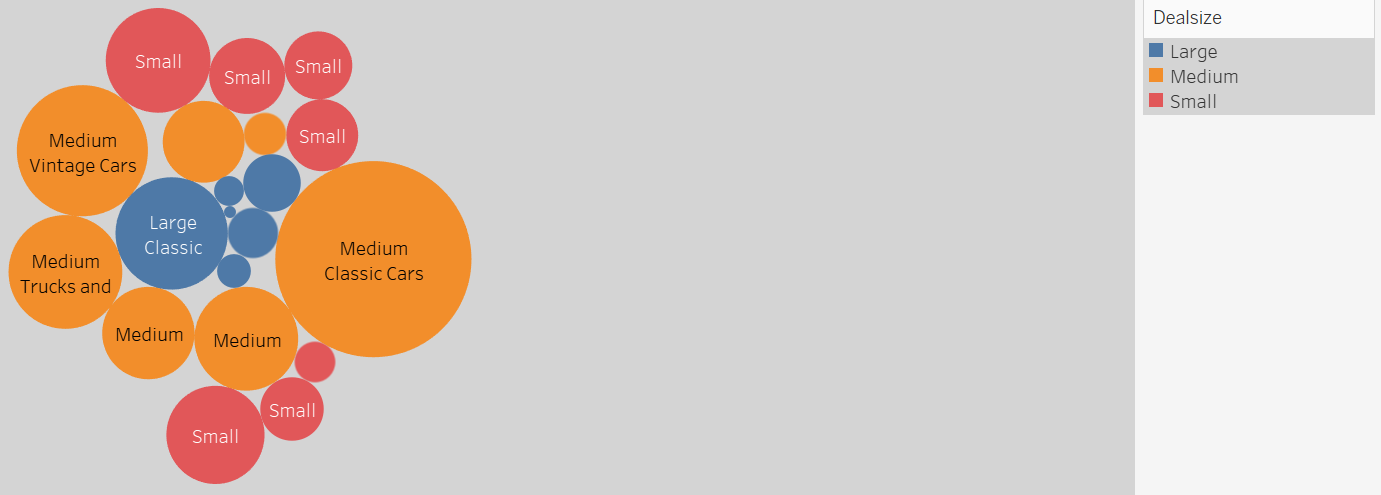 Small
Small
Small
Small
Medium
Vintage Cars
Large
Classic
Medium
Classic Cars
Medium
Trucks and
Medium
Medium
Small
Small
Dealsize
Large
Medium
Small